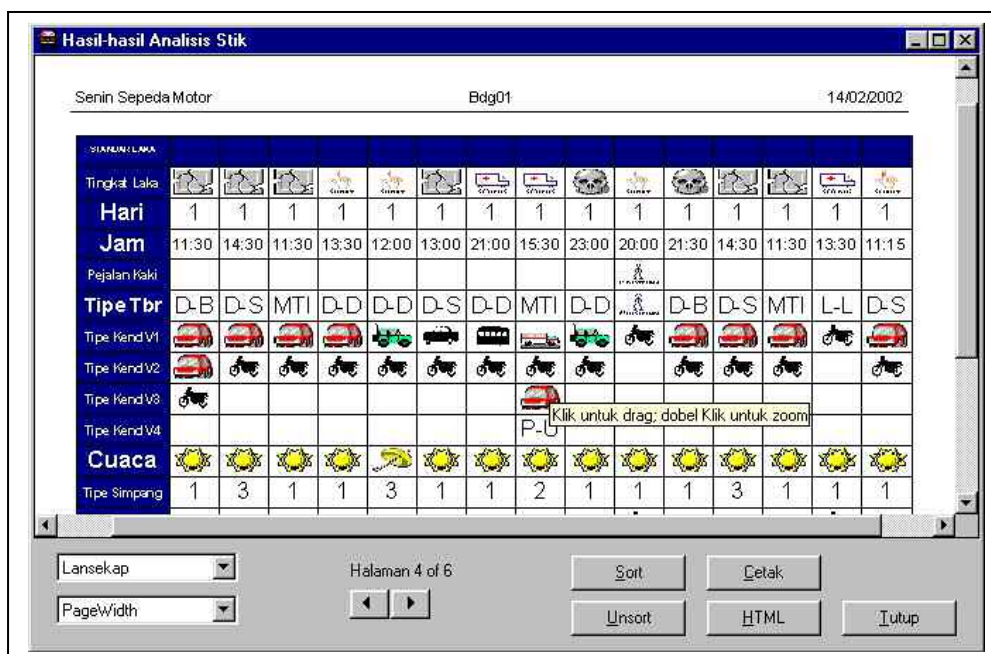 Hasil-hasil Analisis Stik
Senin Sepeda Motor Bdg01 14/02/2002
STANDAR LAKA
Tingkat Laka
Hari 1 1 1 1 1 1 1 1 1 1 1 1 1 1 1
Jam 11:30 14:30 11:30 13:30 12:00 13:00 21:00 15:30 23:00 20:00 21:30 14:30 11:30 13:30 11:15
Pejalan Kaki
Tipe Tbr D-B D-S MTI D-D D-D D-S D-D MTI D-D D-B D-S MTI L-L D-S
Tipe Kend V1
Tipe Kend V2
Tipe Kend V3
Klik untuk drag; dobel Klik untuk zoom
Tipe Kend V4 P-U
Cuaca
Tipe Simpang 1 3 1 1 3 1 1 2 1 1 1 3 1 1 1
Lansekap Halaman 4 of 6 Sort Cetak
PageWidth Unsort HTML Tutup